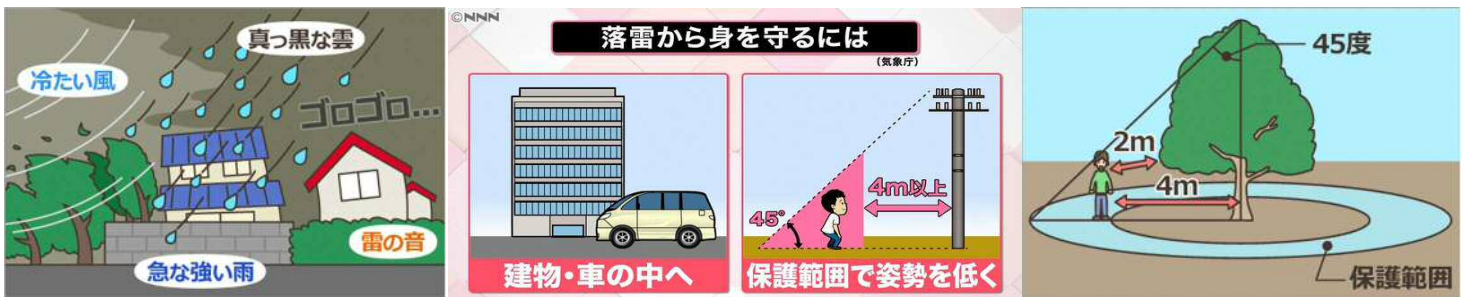 真っ黒な雲
冷たい風
ゴロゴロ…
雷の音
急な強い雨
©NNN
落雷から身を守るには
(気象庁)
45°
4m以上
建物・車の中へ
保護範囲で姿勢を低く
45度
2m
4m
保護範囲